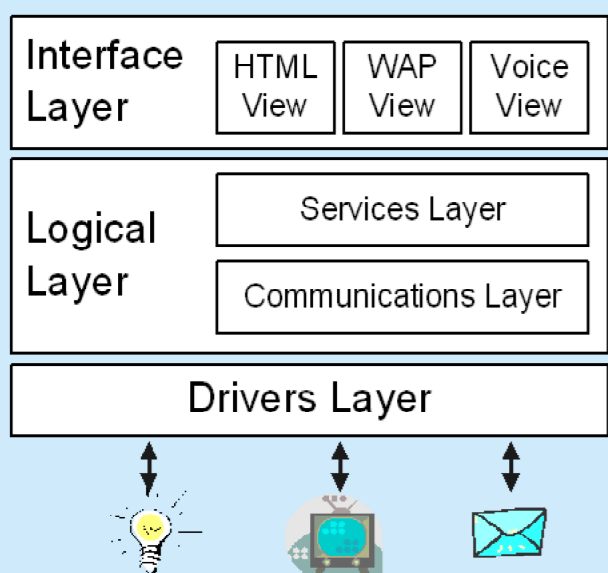 Interface
Layer
HTML
View
WAP
View
Voice
View
Logical
Layer
Services Layer
Communications Layer
Drivers Layer